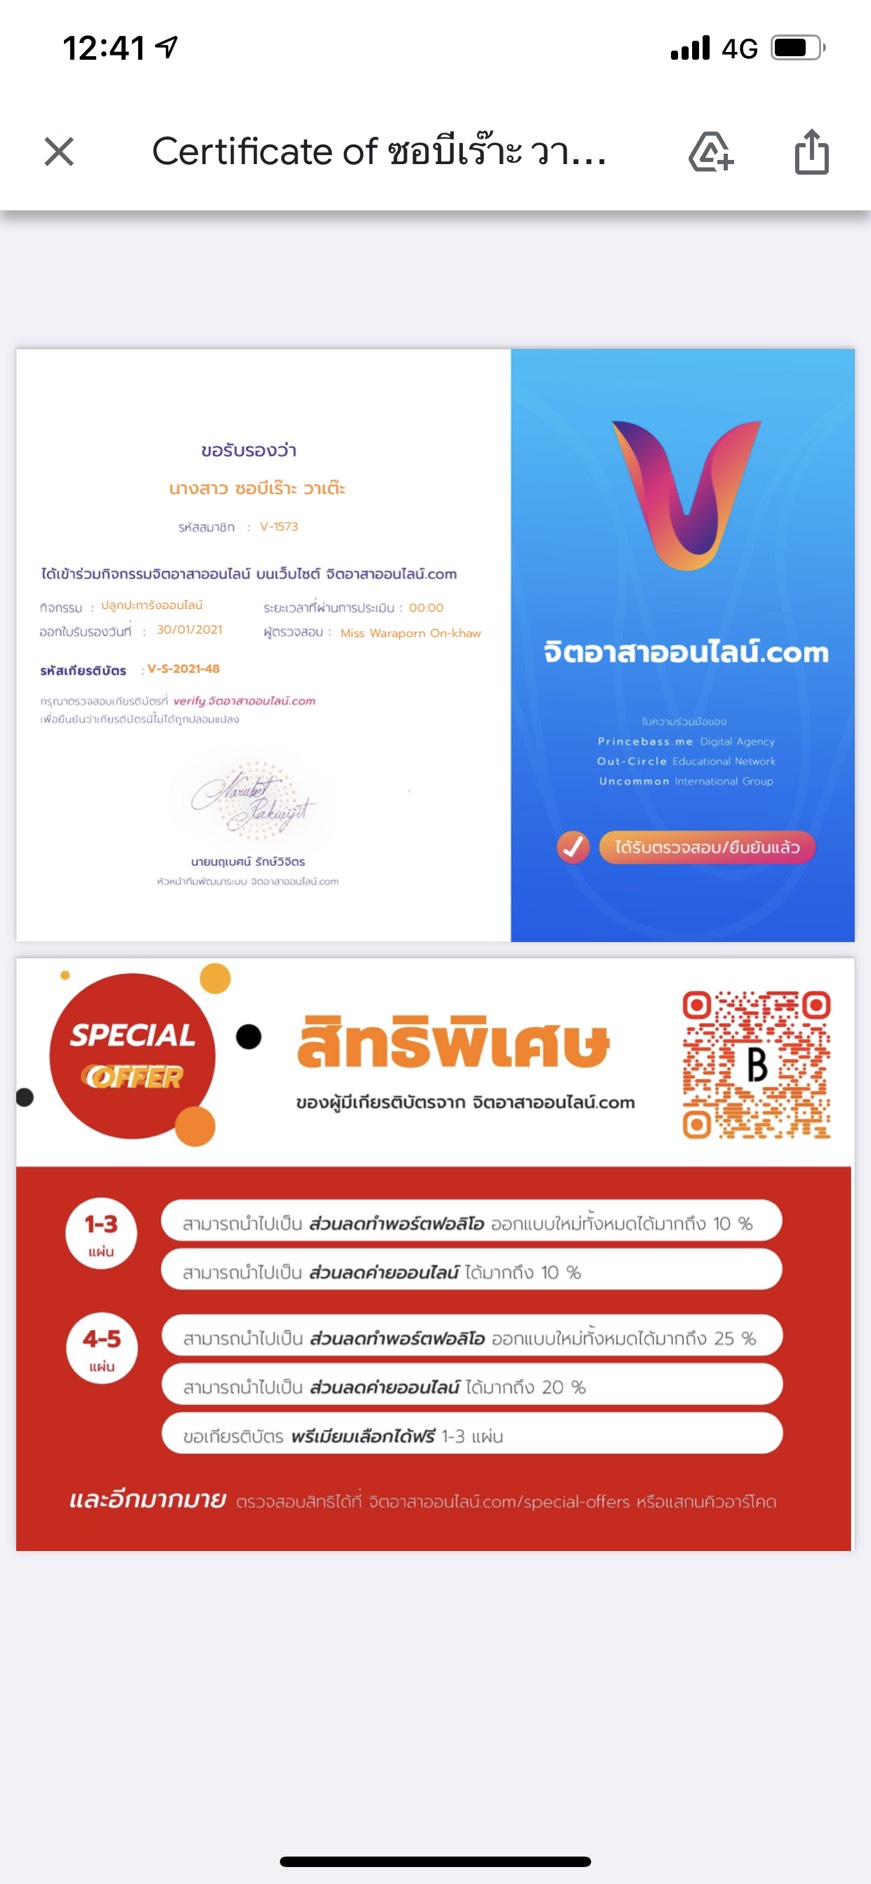 12:41
4G
Certificate of ซอบีเร๊าะ วา...
ขอรับรองว่า
นางสาว ซอบีเร๊าะ วาเต๊ะ
รหัสสมาชิก : V-1573
ได้เข้าร่วมกิจกรรมจิตอาสาออนไลน์ บนเว็บไซต์ จิตอาสาออนไลน์.com
กิจกรรม : ปลูกปะการังออนไลน์ ระยะเวลาที่ผ่านการประเมิน : 00:00
ออกใบรับรองวันที่ : 30/01/2021 ผู้ตรวจสอบ : Miss Waraporn On-khaw
รหัสเกียรติบัตร : V-S-2021-48
กรุณาตรวจสอบเกียรติบัตรที่ verify.จิตอาสาออนไลน์.com
เพื่อยืนยันว่าเกียรติบัตรนี้ไม่ได้ถูกปลอมแปลง
Narubet Rakwijit
นายนฤเบศน์ รักษ์วิจิตร
หัวหน้าทีมพัฒนาระบบ จิตอาสาออนไลน์.com
จิตอาสาออนไลน์.com
ในความร่วมมือของ
Princebass.me Digital Agency
Out-Circle Educational Network
Uncommon International Group
ได้รับตรวจสอบ/ยืนยันแล้ว
SPECIAL
OFFER
สิทธิพิเศษ
ของผู้มีเกียรติบัตรจาก จิตอาสาออนไลน์.com
B
1-3
แผ่น
สามารถนำไปเป็น ส่วนลดทำพอร์ตฟอลิโอ ออกแบบใหม่ทั้งหมดได้มากถึง 10 %
สามารถนำไปเป็น ส่วนลดค่ายออนไลน์ ได้มากถึง 10 %
4-5
แผ่น
สามารถนำไปเป็น ส่วนลดทำพอร์ตฟอลิโอ ออกแบบใหม่ทั้งหมดได้มากถึง 25 %
สามารถนำไปเป็น ส่วนลดค่ายออนไลน์ ได้มากถึง 20 %
ขอเกียรติบัตร พรีเมียมเลือกได้ฟรี 1-3 แผ่น
และอีกมากมาย ตรวจสอบสิทธิได้ที่ จิตอาสาออนไลน์.com/special-offers หรือแสกนคิวอาร์โคด